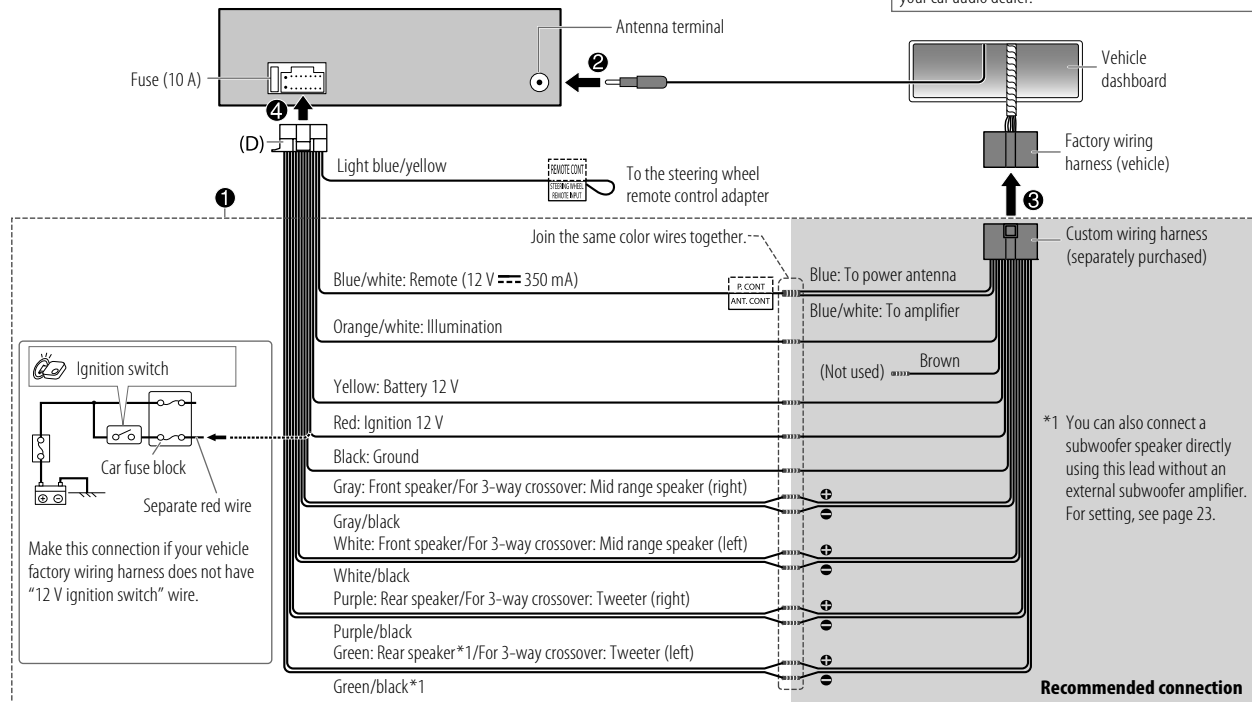 your car audio dealer.
Antenna terminal
Fuse (10 A)
❷
Vehicle
dashboard
❹
(D)
Factory wiring
harness (vehicle)
Light blue/yellow
REMOTE CONT
STEERING WHEEL
REMOTE INPUT
To the steering wheel
remote control adapter
❶
❸
Join the same color wires together.
Custom wiring harness
(separately purchased)
Blue/white: Remote (12 V ⎓ 350 mA)
P. CONT
ANT. CONT
Blue: To power antenna
Blue/white: To amplifier
Orange/white: Illumination
Ignition switch
(Not used)
Brown
Yellow: Battery 12 V
Red: Ignition 12 V
Car fuse block
Separate red wire
Make this connection if your vehicle
factory wiring harness does not have
“12 V ignition switch” wire.
Black: Ground
Gray: Front speaker/For 3-way crossover: Mid range speaker (right)
Gray/black
White: Front speaker/For 3-way crossover: Mid range speaker (left)
White/black
Purple: Rear speaker/For 3-way crossover: Tweeter (right)
Purple/black
Green: Rear speaker*1/For 3-way crossover: Tweeter (left)
Green/black*1
*1 You can also connect a
subwoofer speaker directly
using this lead without an
external subwoofer amplifier.
For setting, see page 23.
Recommended connection